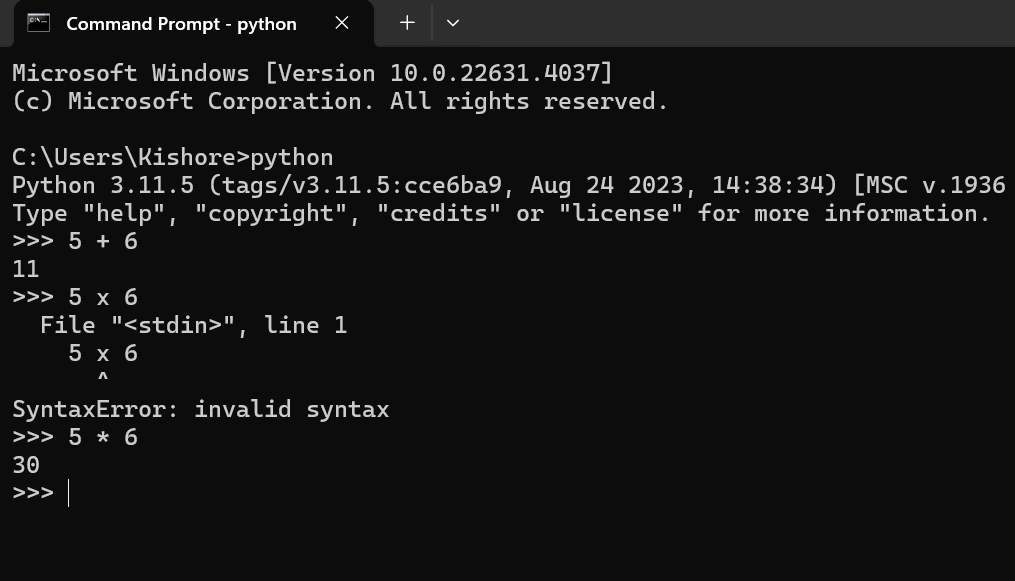 Command Prompt - python
Microsoft Windows [Version 10.0.22631.4037]
(c) Microsoft Corporation. All rights reserved.
C:\Users\Kishore>python
Python 3.11.5 (tags/v3.11.5:cce6ba9, Aug 24 2023, 14:38:34) [MSC v.1936
Type "help", "copyright", "credits" or "license" for more information.
>>> 5 + 6
11
>>> 5 x 6
  File "<stdin>", line 1
    5 x 6
      ^
SyntaxError: invalid syntax
>>> 5 * 6
30
>>>